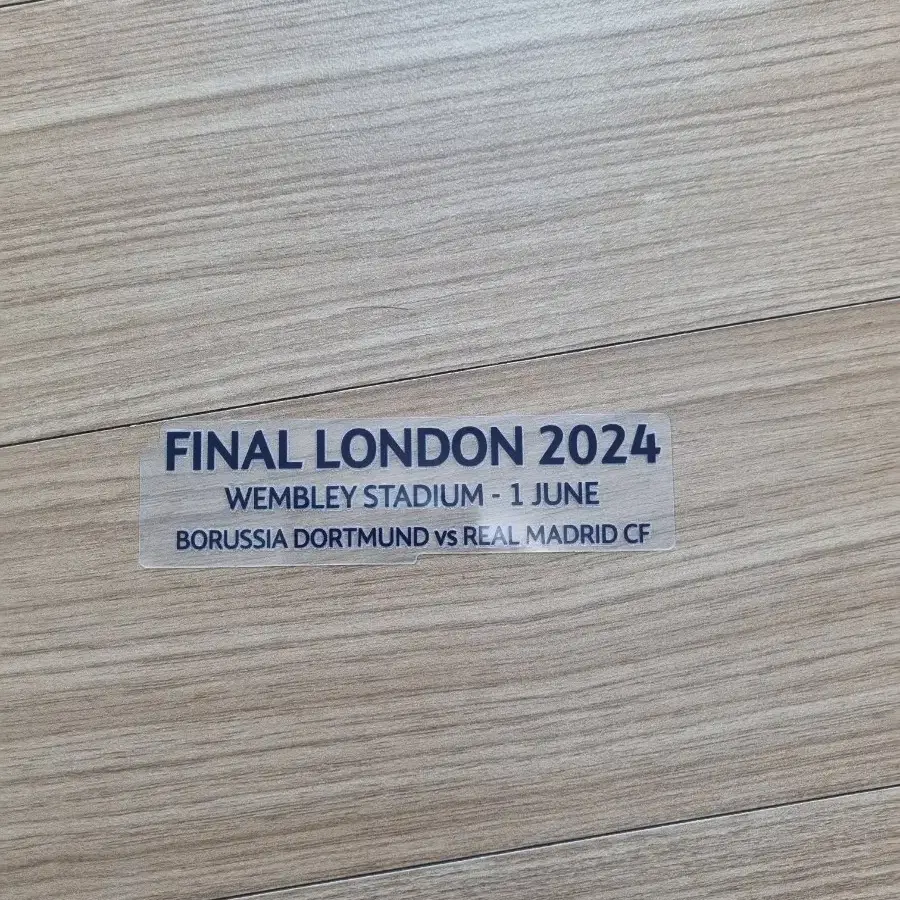 FINAL LONDON 2024
WEMBLEY STADIUM - 1 JUNE
BORUSSIA DORTMUND vs REAL MADRID CF